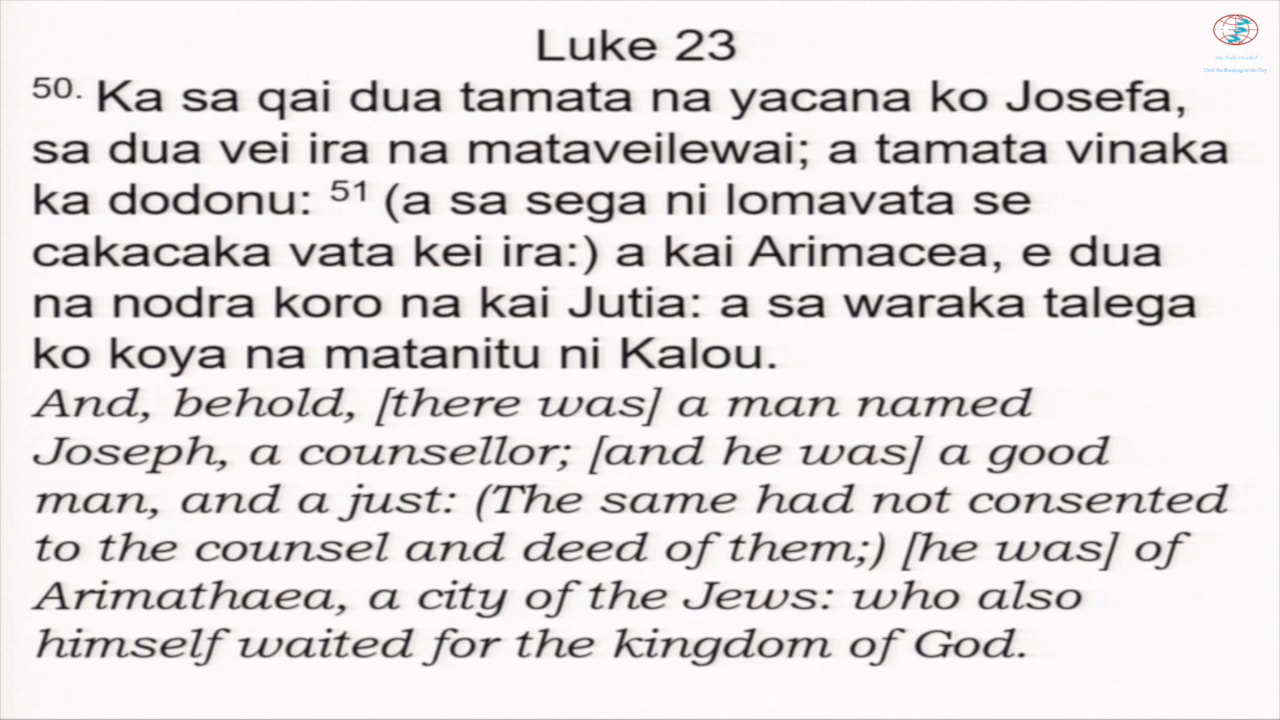 Luke 23
50. Ka sa qai dua tamata na yacana ko Josefa,
sa dua vei ira na mataveilewai; a tamata vinaka
ka dodonu: 51 (a sa sega ni lomavata se
cakacaka vata kei ira:) a kai Arimacea, e dua
na nodra koro na kai Jutia: a sa waraka talega
ko koya na matanitu ni Kalou.
And, behold, [there was] a man named
Joseph, a counsellor; [and he was] a good
man, and a just: (The same had not consented
to the counsel and deed of them;) [he was] of
Arimathaea, a city of the Jews: who also
himself waited for the kingdom of God.